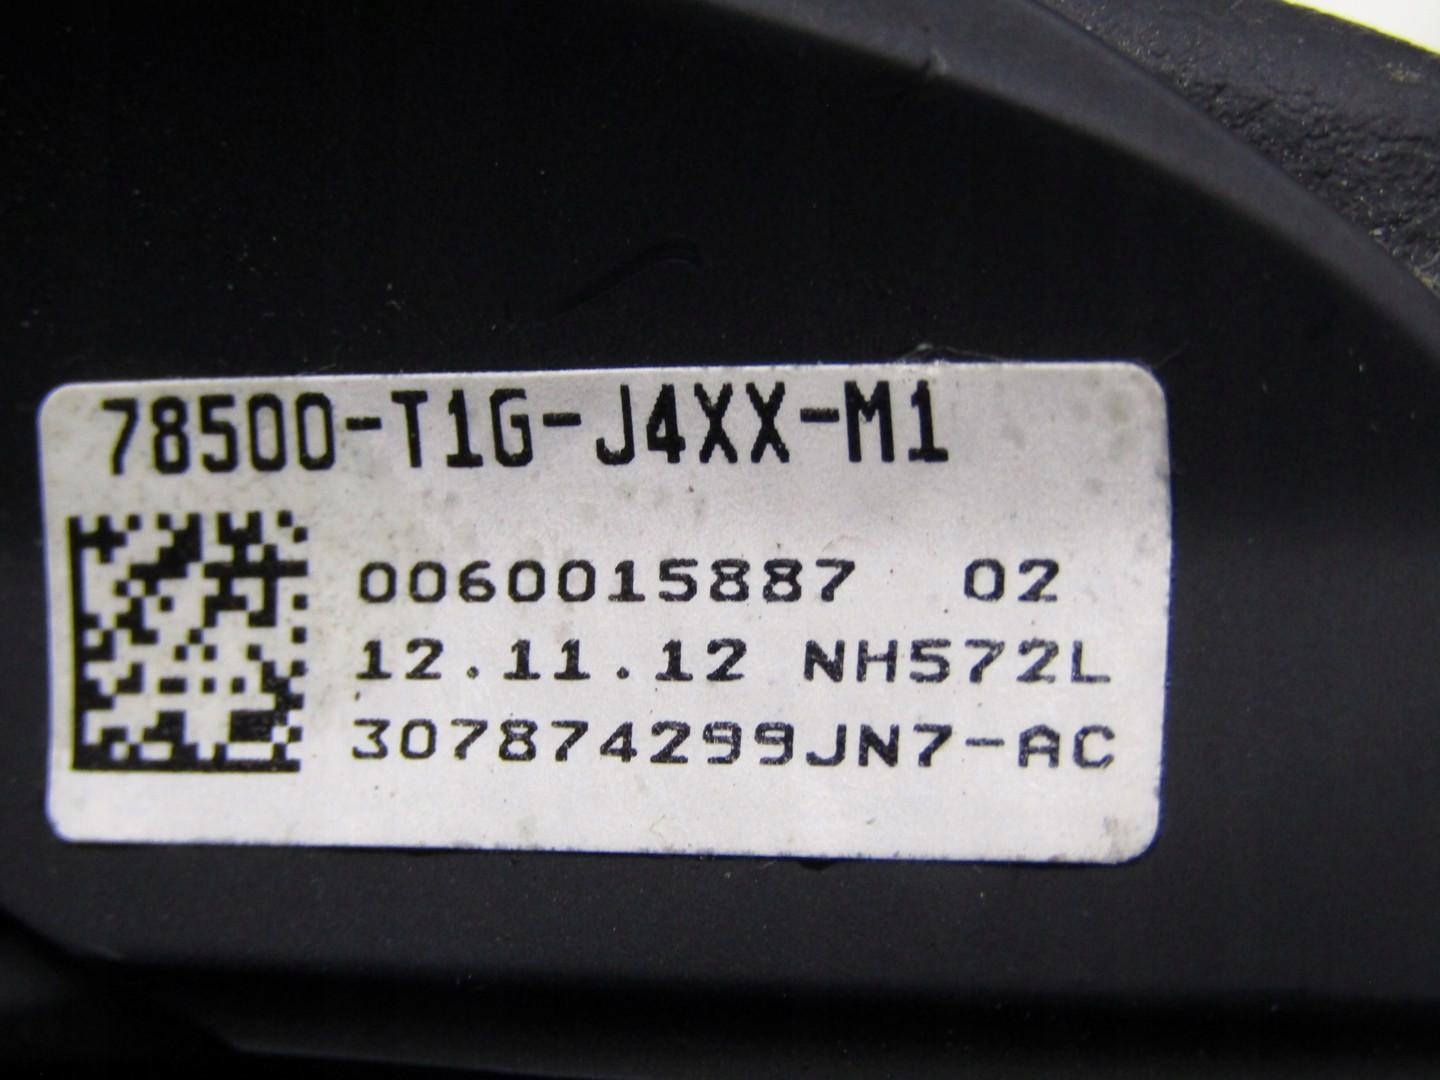 78500-T1G-J4XX-M1
0060015887 02
12.11.12 NH572L
307874299JN7-AC